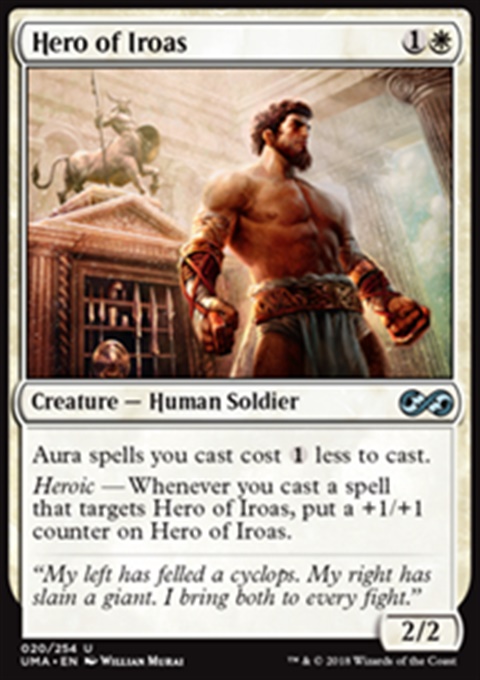 Hero of Iroas 1
Creature — Human Soldier
Aura spells you cast cost 1 less to cast.
Heroic — Whenever you cast a spell
that targets Hero of Iroas, put a +1/+1
counter on Hero of Iroas.
“My left has felled a cyclops. My right has
slain a giant. I bring both to every fight.”
2/2
020/254 U
UMA • EN Willian Murai ™ & © 2018 Wizards of the Coast